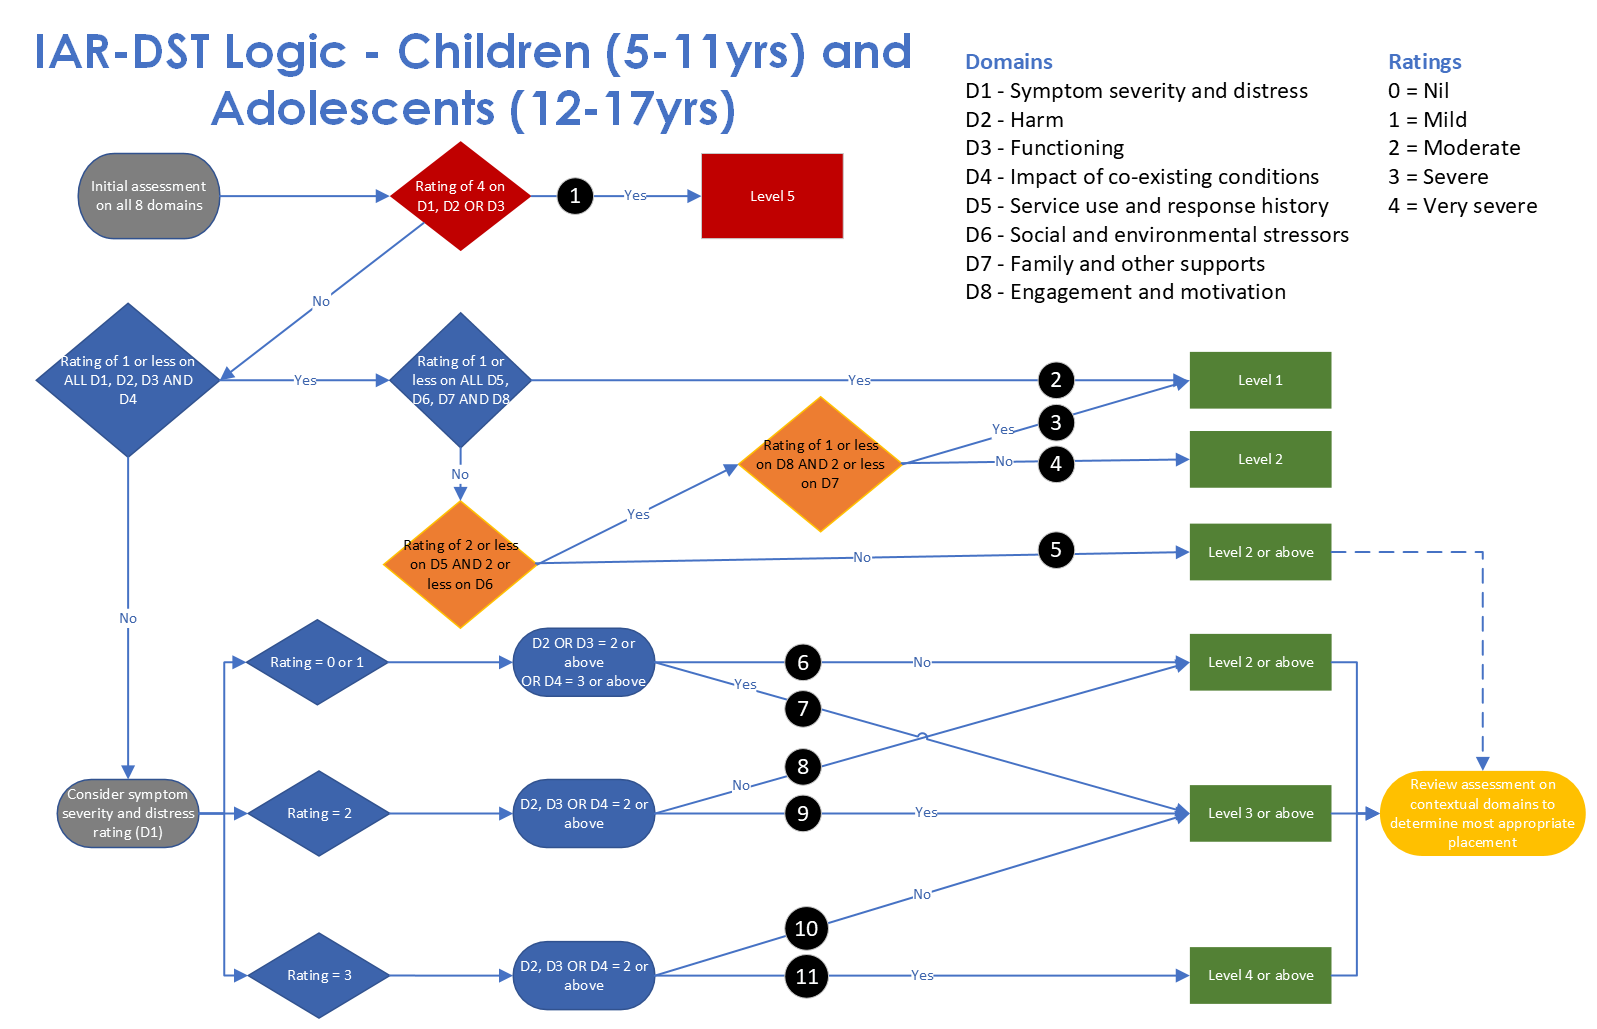 IAR-DST Logic - Children (5-11yrs) and
Adolescents (12-17yrs)
Domains
D1 - Symptom severity and distress
D2 - Harm
D3 - Functioning
D4 - Impact of co-existing conditions
D5 - Service use and response history
D6 - Social and environmental stressors
D7 - Family and other supports
D8 - Engagement and motivation
Ratings
0 = Nil
1 = Mild
2 = Moderate
3 = Severe
4 = Very severe
Initial assessment
on all 8 domains
Rating of 4 on
D1, D2 OR D3
1
Yes
Level 5
No
Rating of 1 or less on
ALL D1, D2, D3 AND
D4
Yes
Rating of 1 or
less on ALL D5,
D6, D7 AND D8
Yes
2
Level 1
No
Rating of 2 or less
on D5 AND 2 or
less on D6
Yes
Rating of 1 or less
on D8 AND 2 or less
on D7
Yes
3
No
4
Level 2
No
5
Level 2 or above
No
Consider symptom
severity and distress
rating (D1)
Rating = 0 or 1
D2 OR D3 = 2 or
above
OR D4 = 3 or above
6
No
Level 2 or above
Yes
7
Rating = 2
D2, D3 OR D4 = 2 or
above
No
8
9
Yes
Level 3 or above
Rating = 3
D2, D3 OR D4 = 2 or
above
10
No
11
Yes
Level 4 or above
Review assessment on
contextual domains to
determine most appropriate
placement